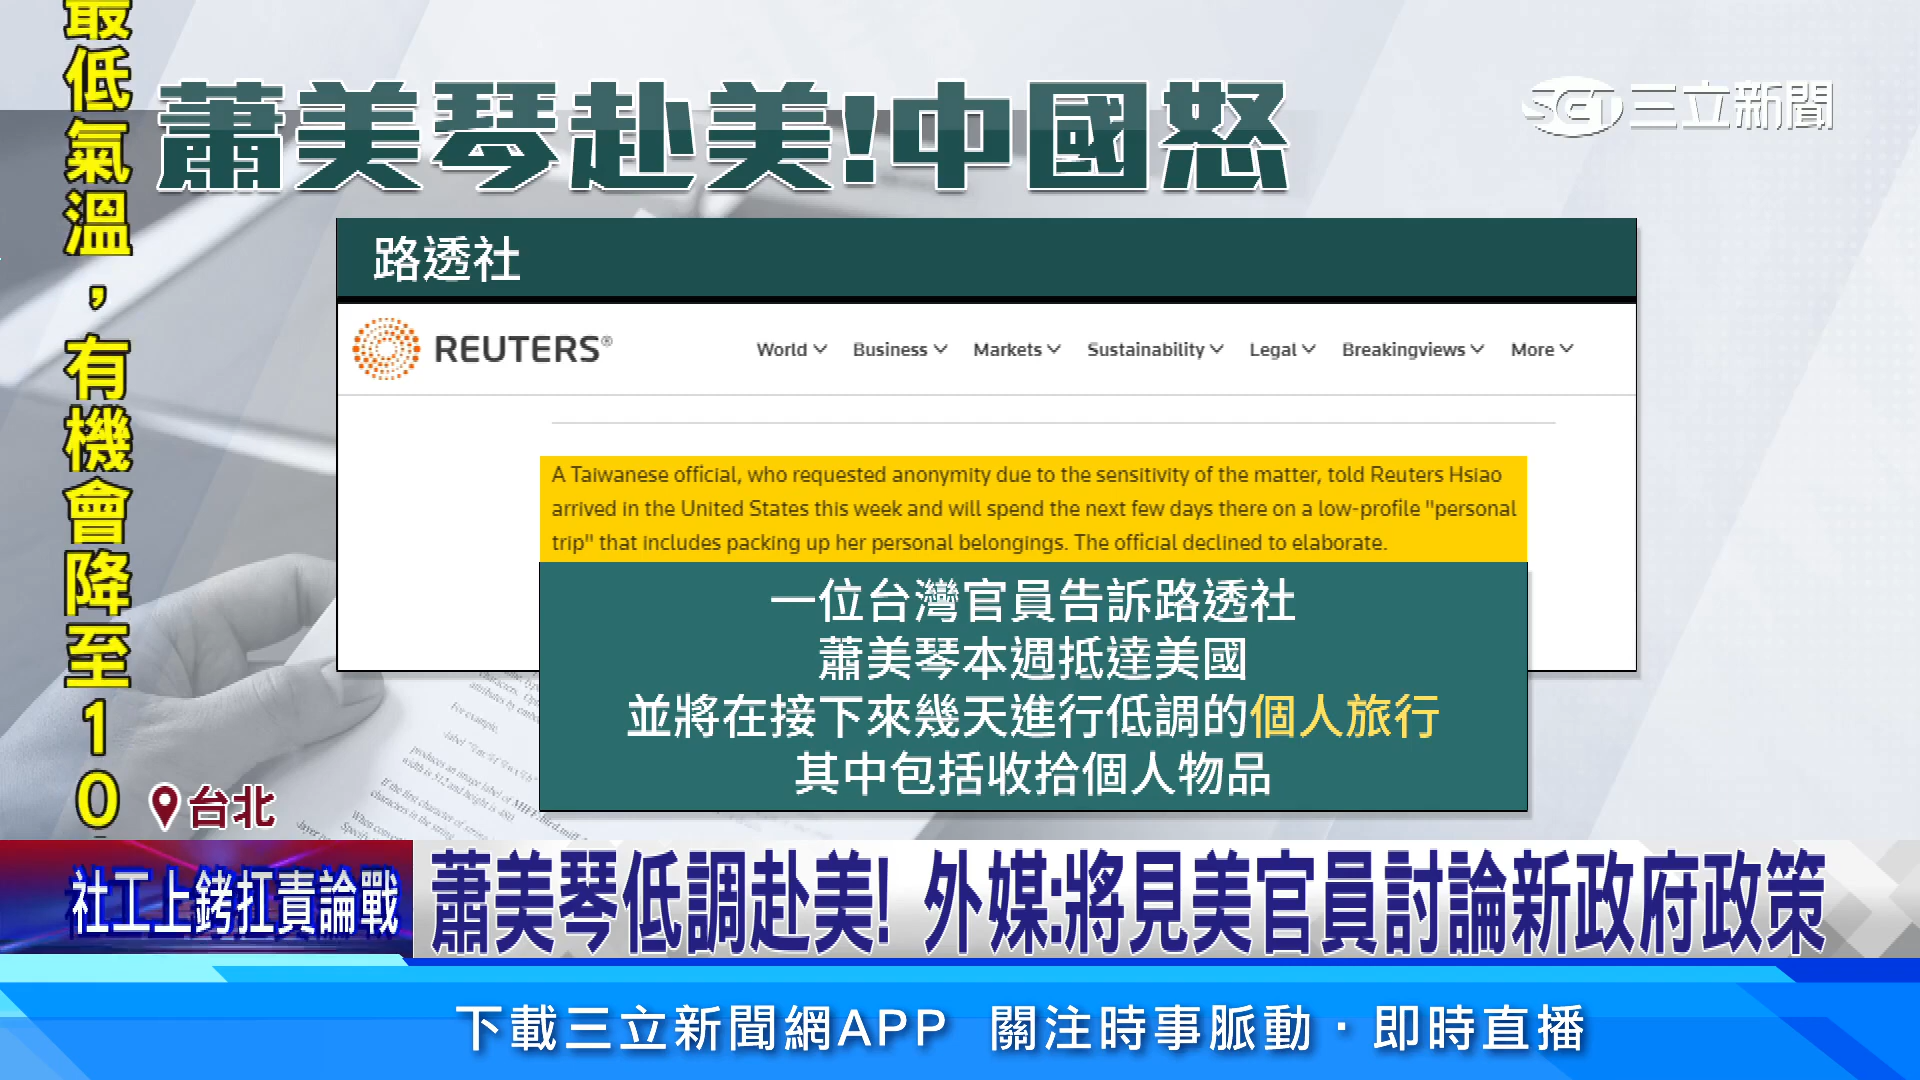 最低氣溫，有機會降至10
蕭美琴赴美!中國怒
SET三立新聞
路透社
REUTERS®
World Business Markets Sustainability Legal Breakingviews More
A Taiwanese official, who requested anonymity due to the sensitivity of the matter, told Reuters Hsiao
arrived in the United States this week and will spend the next few days there on a low-profile "personal
trip" that includes packing up her personal belongings. The official declined to elaborate.
一位台灣官員告訴路透社
蕭美琴本週抵達美國
並將在接下來幾天進行低調的個人旅行
其中包括收拾個人物品
For example,
台北
社工上銬扛責論戰
蕭美琴低調赴美! 外媒:將見美官員討論新政府政策
下載三立新聞網APP 關注時事脈動·即時直播